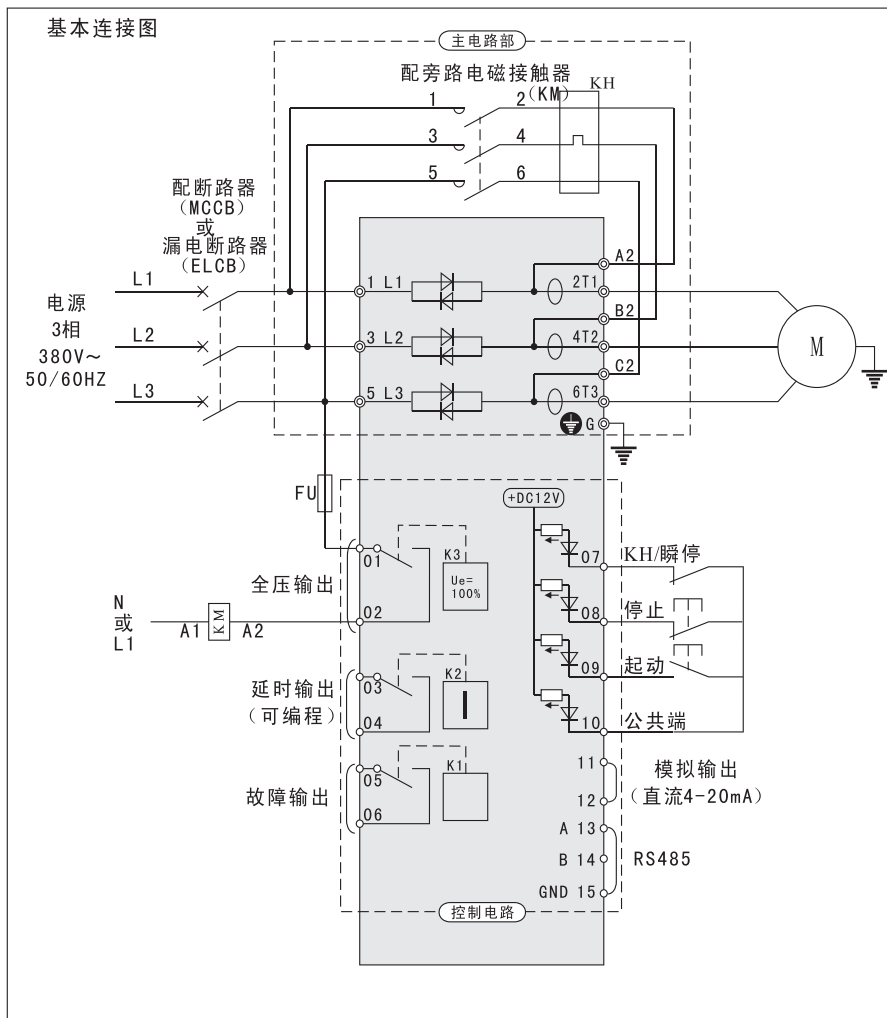 基本连接图
主电路部
配旁路电磁接触器
(KM)
KH
1
2
3
4
5
6
配断路器
(MCCB)
或
漏电断路器
(ELCB)
A2
L1
1 L1
2T1
电源
3相
380V～
50/60HZ
B2
L2
3 L2
4T2
M
C2
L3
5 L3
6T3
G
FU
+DC12V
01
K3
Ue=
100%
07
KH/瞬停
全压输出
N
或
L1
A1
KM
A2
02
08
停止
延时输出
(可编程)
03
K2
09
起动
04
10
公共端
故障输出
05
K1
06
11
模拟输出
(直流4-20mA)
12
A 13
B 14
RS485
GND 15
控制电路